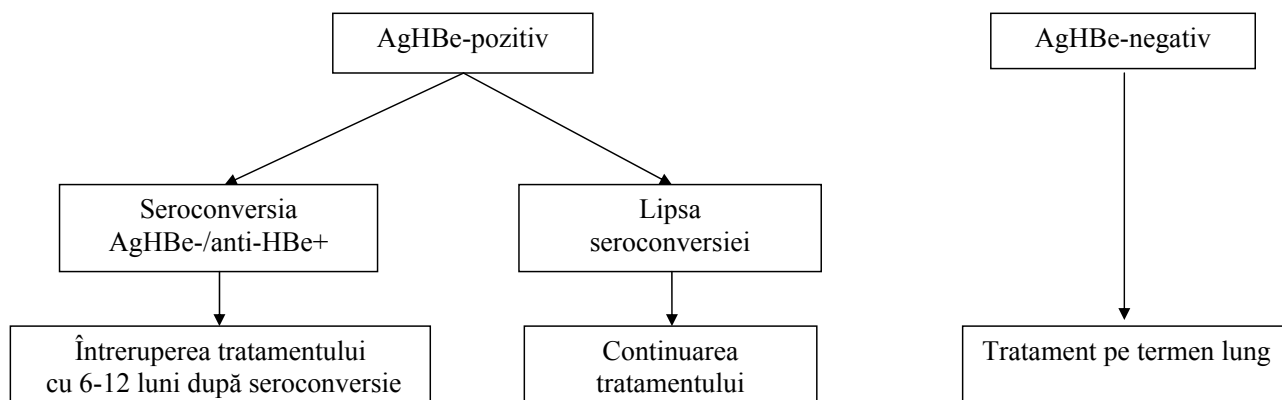 AgHBe-pozitiv
AgHBe-negativ
Seroconversia
AgHBe-/anti-HBe+
Lipsa
seroconversiei
Întreruperea tratamentului
cu 6-12 luni după seroconversie
Continuarea
tratamentului
Tratament pe termen lung